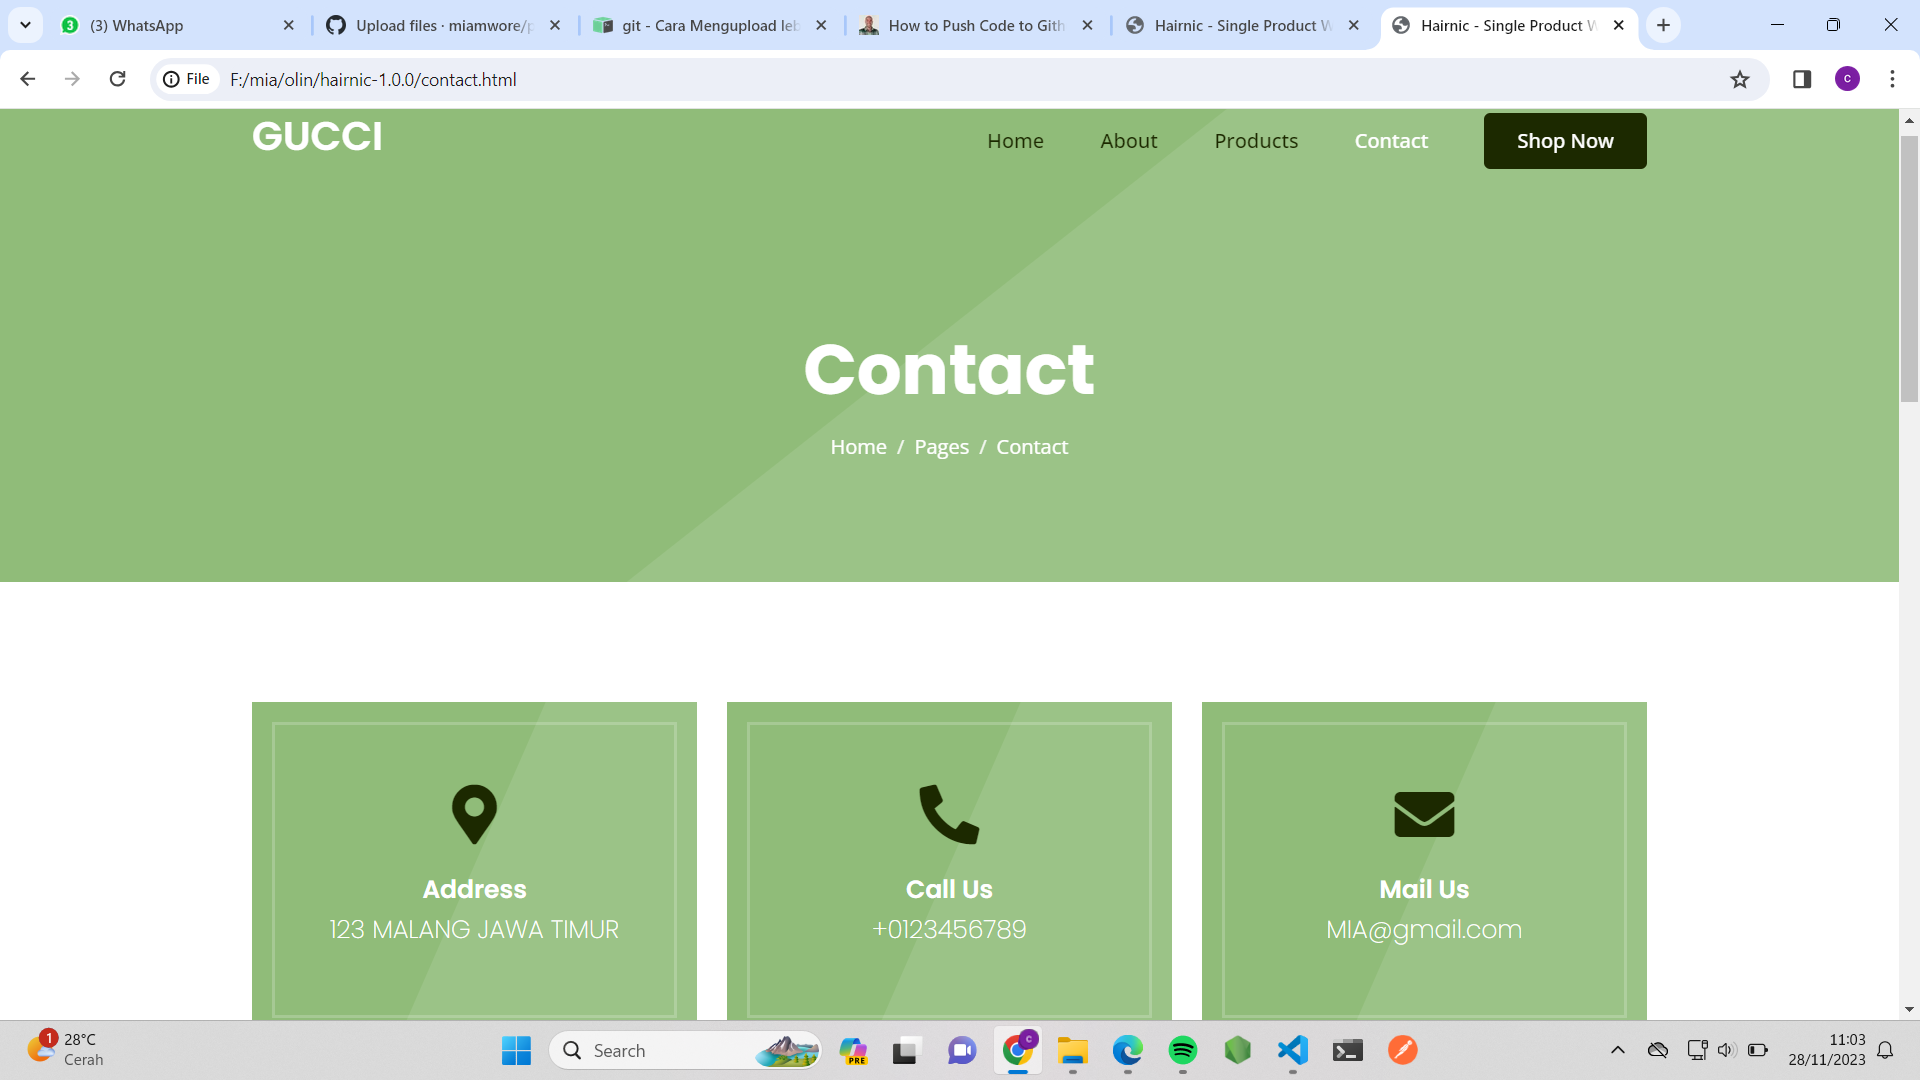 (3) WhatsApp
Upload files · miamwore/p
git - Cara Mengupload leb
How to Push Code to Gith
Hairnic - Single Product W
Hairnic - Single Product W
File
F:/mia/olin/hairnic-1.0.0/contact.html
c
GUCCI
Home
About
Products
Contact
Shop Now
Contact
Home / Pages / Contact
Address
123 MALANG JAWA TIMUR
Call Us
+0123456789
Mail Us
MIA@gmail.com
1
28°C
Cerah
Search
PRE
c
11:03
28/11/2023